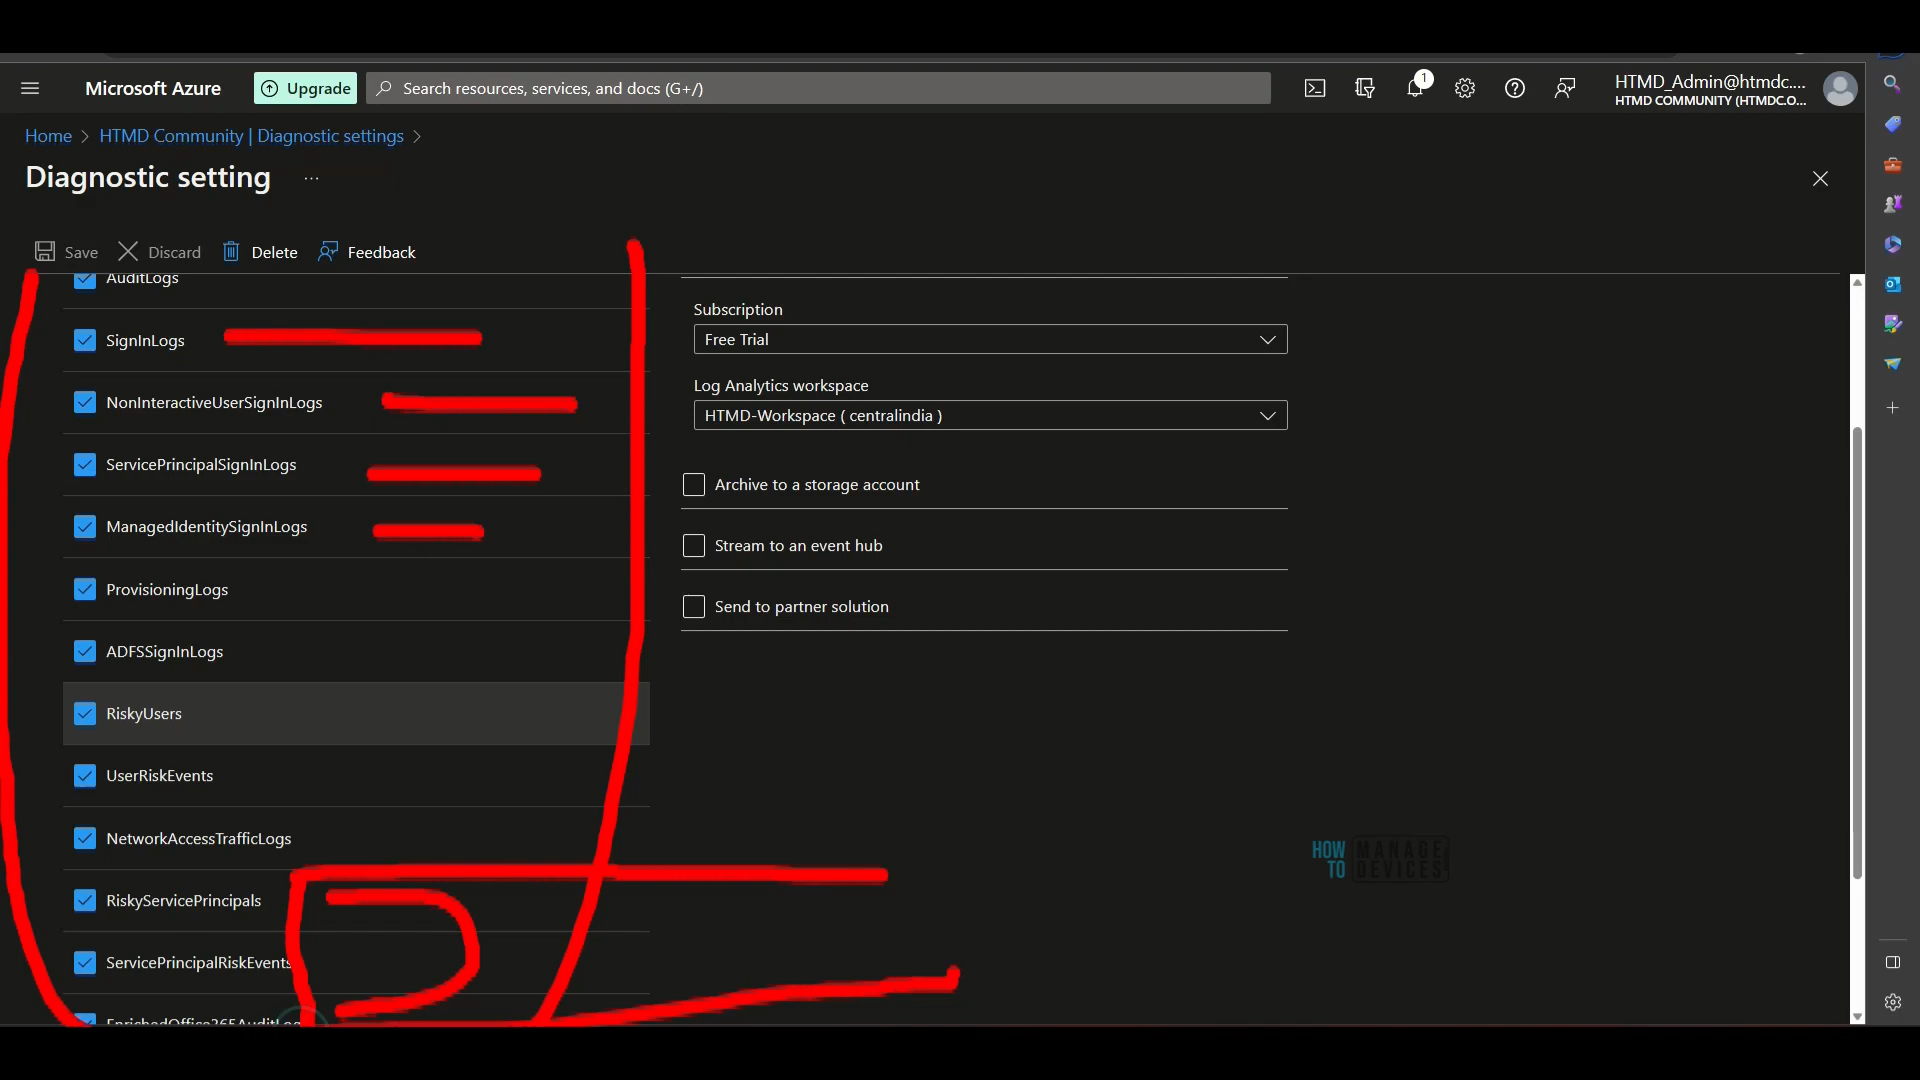 Microsoft Azure
Upgrade
Search resources, services, and docs (G+/)
1
HTMD_Admin@htmdc....
HTMD COMMUNITY (HTMDC.O...
Home > HTMD Community | Diagnostic settings >
Diagnostic setting ...
Save
Discard
Delete
Feedback
AuditLogs
SignInLogs
NonInteractiveUserSignInLogs
ServicePrincipalSignInLogs
ManagedIdentitySignInLogs
ProvisioningLogs
ADFSSignInLogs
RiskyUsers
UserRiskEvents
NetworkAccessTrafficLogs
RiskyServicePrincipals
ServicePrincipalRiskEvents
EnrichedOffice365AuditLog
Subscription
Free Trial
Log Analytics workspace
HTMD-Workspace ( centralindia )
Archive to a storage account
Stream to an event hub
Send to partner solution
HOW TO
MANAGE DEVICES